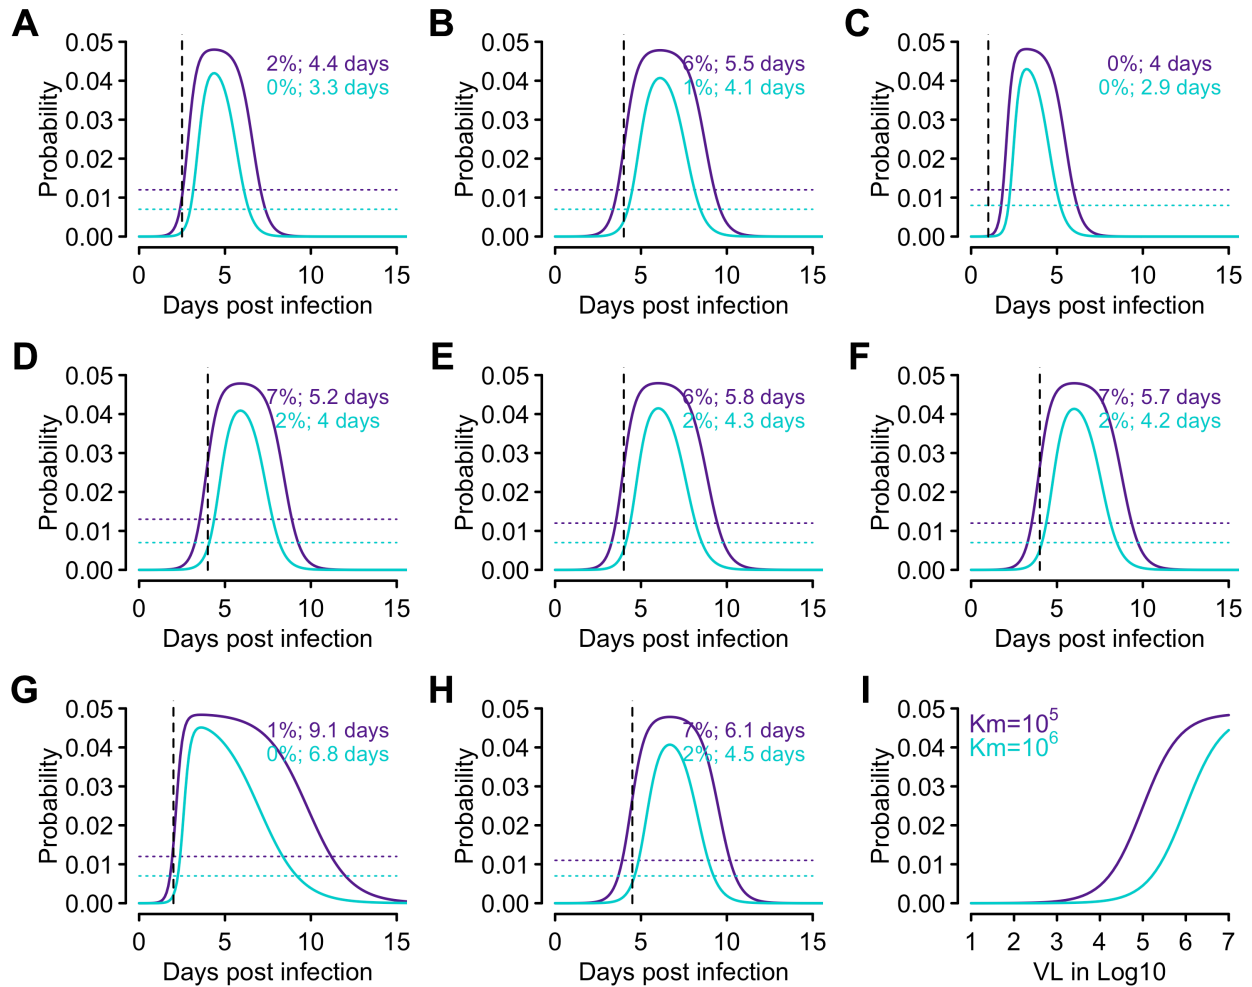 A
0.05
0.04
0.03
0.02
0.01
0.00
Probability
2%; 4.4 days
0%; 3.3 days
0 5 10 15
Days post infection
B
0.05
0.04
0.03
0.02
0.01
0.00
Probability
6%; 5.5 days
1%; 4.1 days
0 5 10 15
Days post infection
C
0.05
0.04
0.03
0.02
0.01
0.00
Probability
0%; 4 days
0%; 2.9 days
0 5 10 15
Days post infection
D
0.05
0.04
0.03
0.02
0.01
0.00
Probability
7%; 5.2 days
2%; 4 days
0 5 10 15
Days post infection
E
0.05
0.04
0.03
0.02
0.01
0.00
Probability
6%; 5.8 days
2%; 4.3 days
0 5 10 15
Days post infection
F
0.05
0.04
0.03
0.02
0.01
0.00
Probability
7%; 5.7 days
2%; 4.2 days
0 5 10 15
Days post infection
G
0.05
0.04
0.03
0.02
0.01
0.00
Probability
1%; 9.1 days
0%; 6.8 days
0 5 10 15
Days post infection
H
0.05
0.04
0.03
0.02
0.01
0.00
Probability
7%; 6.1 days
2%; 4.5 days
0 5 10 15
Days post infection
I
0.05
0.04
0.03
0.02
0.01
0.00
Probability
Km=10⁵
Km=10⁶
1 2 3 4 5 6 7
VL in Log10